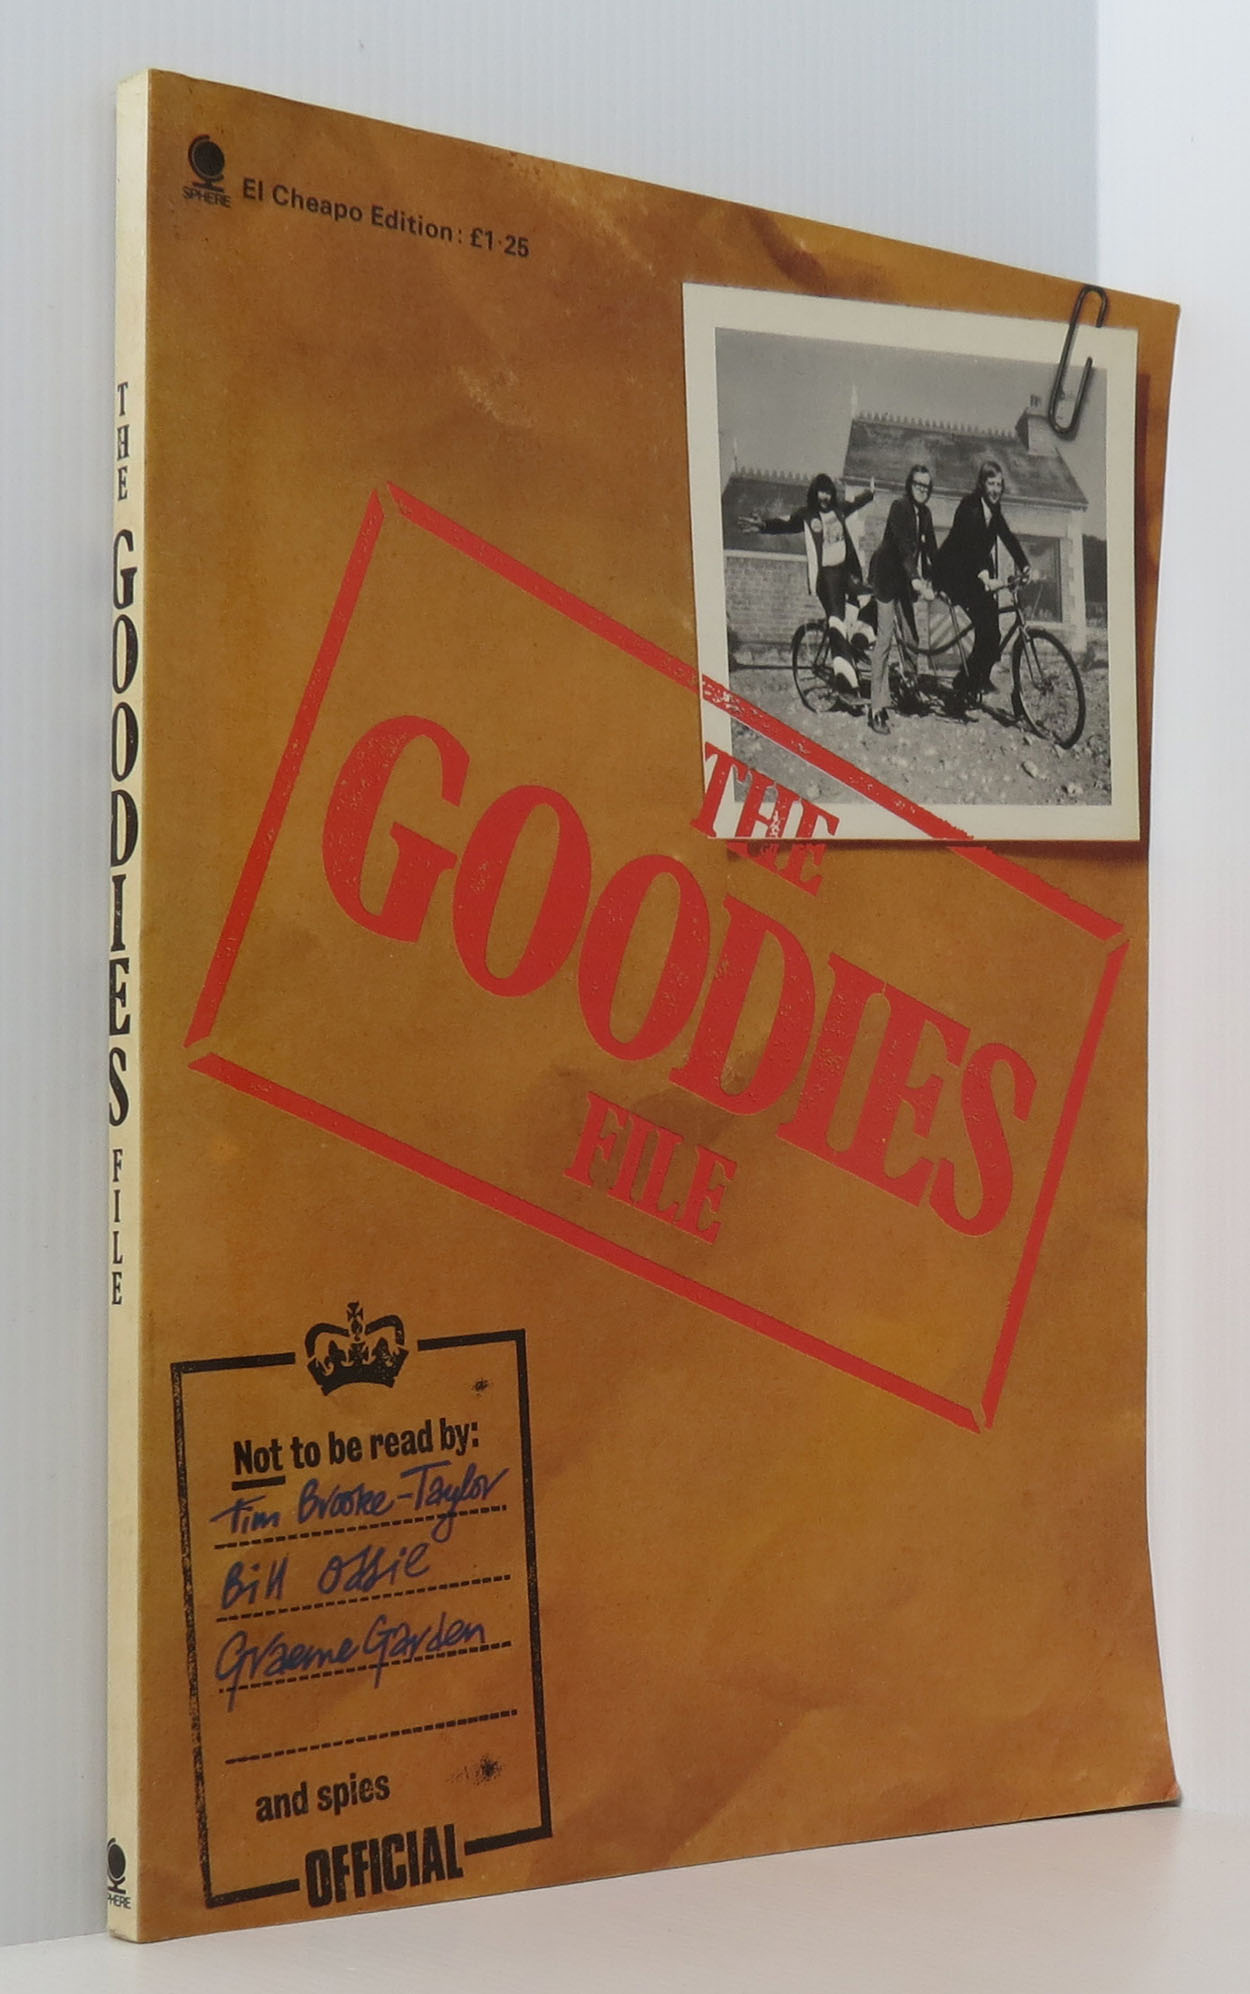 SPHERE
El Cheapo Edition: £1·25
THE
GOODIES
FILE
Not to be read by:
Tim Brooke-Taylor
Bill Oddie
Graeme Garden
and spies
OFFICIAL
THE GOODIES FILE
SPHERE